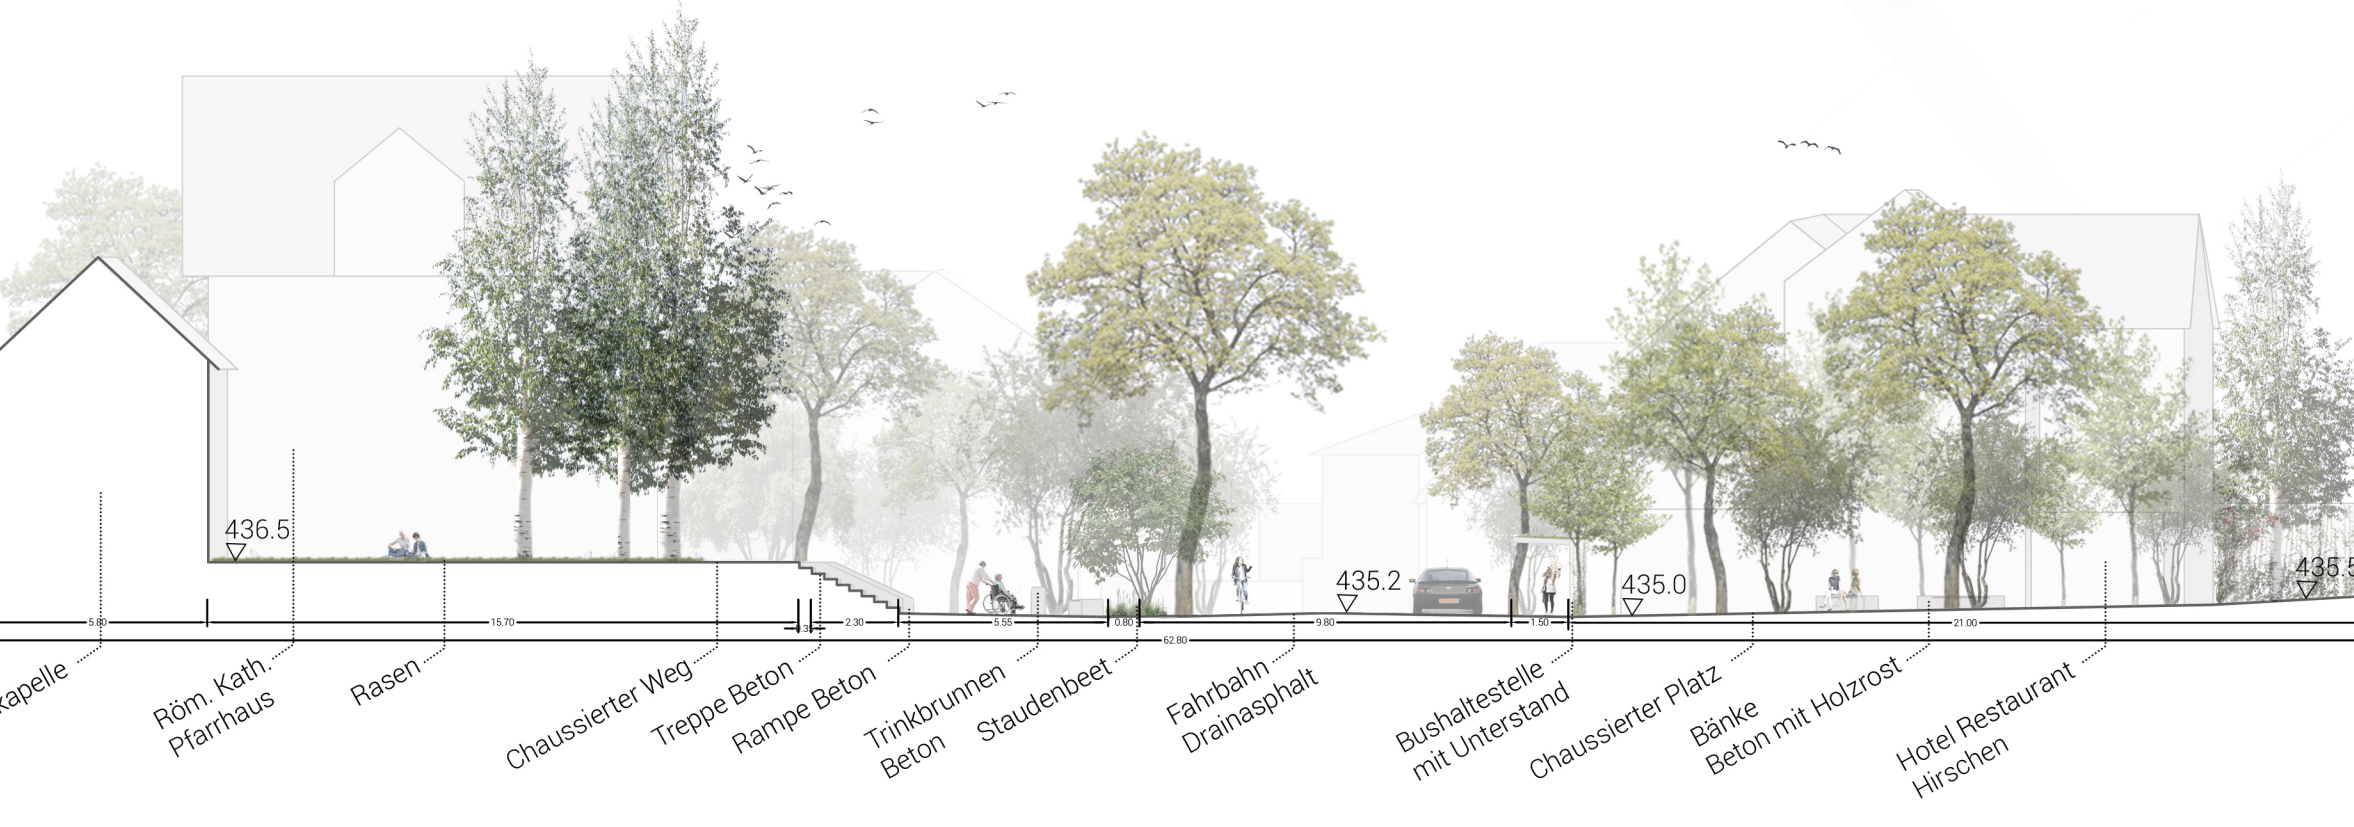 436.5
435.2
435.0
435.5
5.80
15.70
2.30
5.55
0.80
9.80
1.50
21.00
62.80
kapelle
Röm. Kath.
Pfarrhaus
Rasen
Chaussierter Weg
Treppe Beton
Rampe Beton
Trinkbrunnen
Beton
Staudenbeet
Fahrbahn
Drainasphalt
Bushaltestelle
mit Unterstand
Chaussierter Platz
Bänke
Beton mit Holzrost
Hotel Restaurant
Hirschen